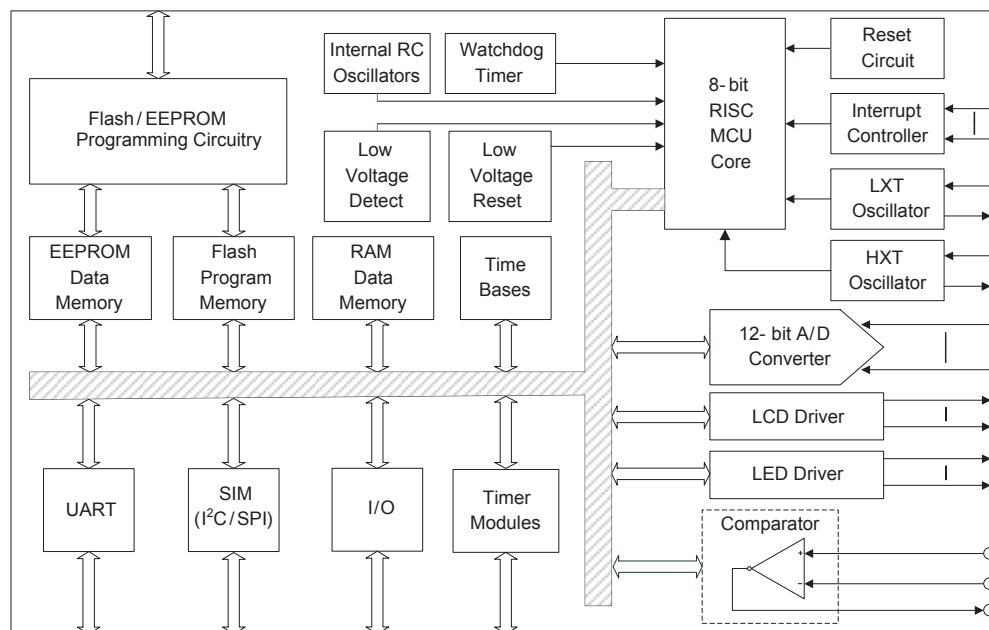 Internal RC
Oscillators
Watchdog
Timer
8-bit
RISC
MCU
Core
Reset
Circuit
Flash/EEPROM
Programming Circuitry
Interrupt
Controller
Low
Voltage
Detect
Low
Voltage
Reset
LXT
Oscillator
EEPROM
Data
Memory
Flash
Program
Memory
RAM
Data
Memory
Time
Bases
HXT
Oscillator
12-bit A/D
Converter
LCD Driver
LED Driver
UART
SIM
(I²C/SPI)
I/O
Timer
Modules
Comparator
+
−